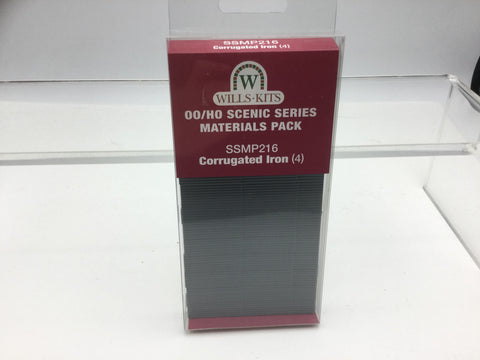 SSMP216
Corrugated Iron (4)
W
WILLS·KITS
OO/HO SCENIC SERIES
MATERIALS PACK
SSMP216
Corrugated Iron (4)